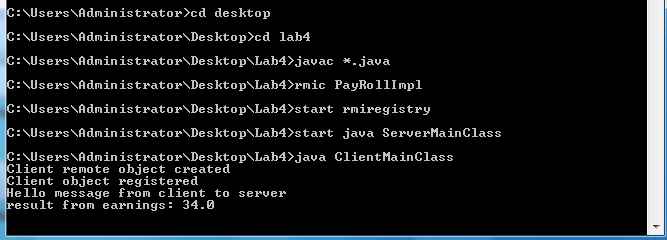 C:\Users\Administrator>cd desktop
C:\Users\Administrator\Desktop>cd lab4
C:\Users\Administrator\Desktop\Lab4>javac *.java
C:\Users\Administrator\Desktop\Lab4>rmic PayRollImpl
C:\Users\Administrator\Desktop\Lab4>start rmiregistry
C:\Users\Administrator\Desktop\Lab4>start java ServerMainClass
C:\Users\Administrator\Desktop\Lab4>java ClientMainClass
Client remote object created
Client object registered
Hello message from client to server
result from earnings: 34.0